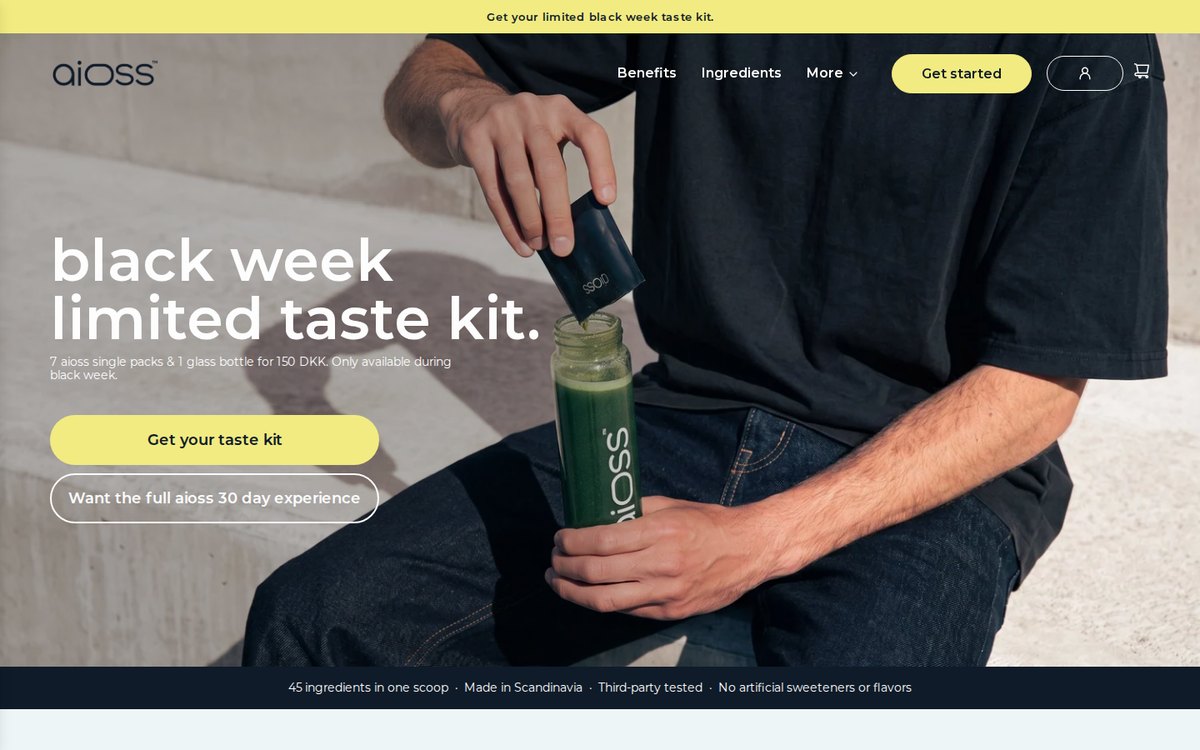 Get your limited black week taste kit.
aioss™
Benefits
Ingredients
More
Get started
black week
limited taste kit.
7 aioss single packs & 1 glass bottle for 150 DKK. Only available during
black week.
Get your taste kit
Want the full aioss 30 day experience
aioss
aioss
45 ingredients in one scoop · Made in Scandinavia · Third-party tested · No artificial sweeteners or flavors